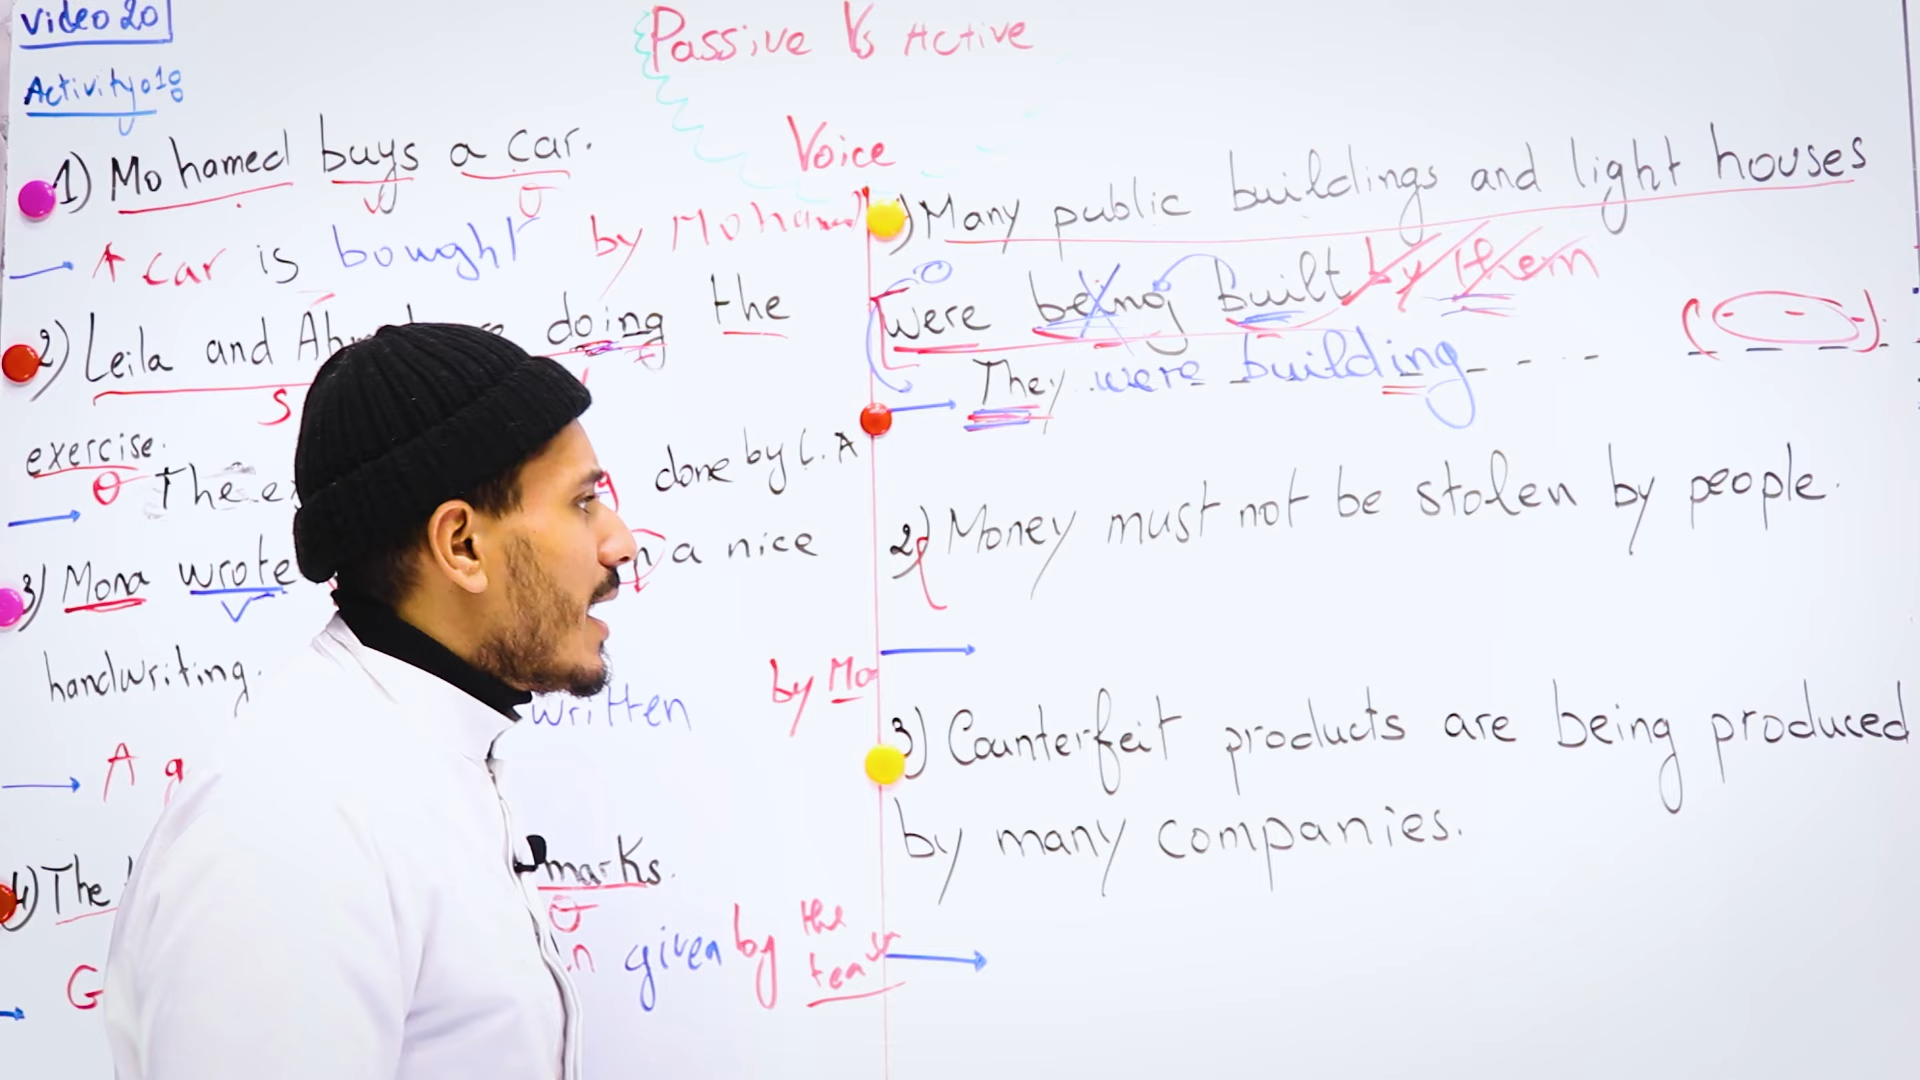 Video 20
Activity 01:
Passive Vs Active
Voice
1) Mohamed buys a car.
A car is bought by Mohamed
2) Leila and doing the
S
exercise.
O The done by L.A
3) Mona wrote a nice
V
handwriting.
written by Mo
A
4) The marks.
O
G given by the
1) Many public buildings and light houses
were being built by them
They were building - - -
2) Money must not be stolen by people.
3) Counterfeit products are being produced
by many companies.